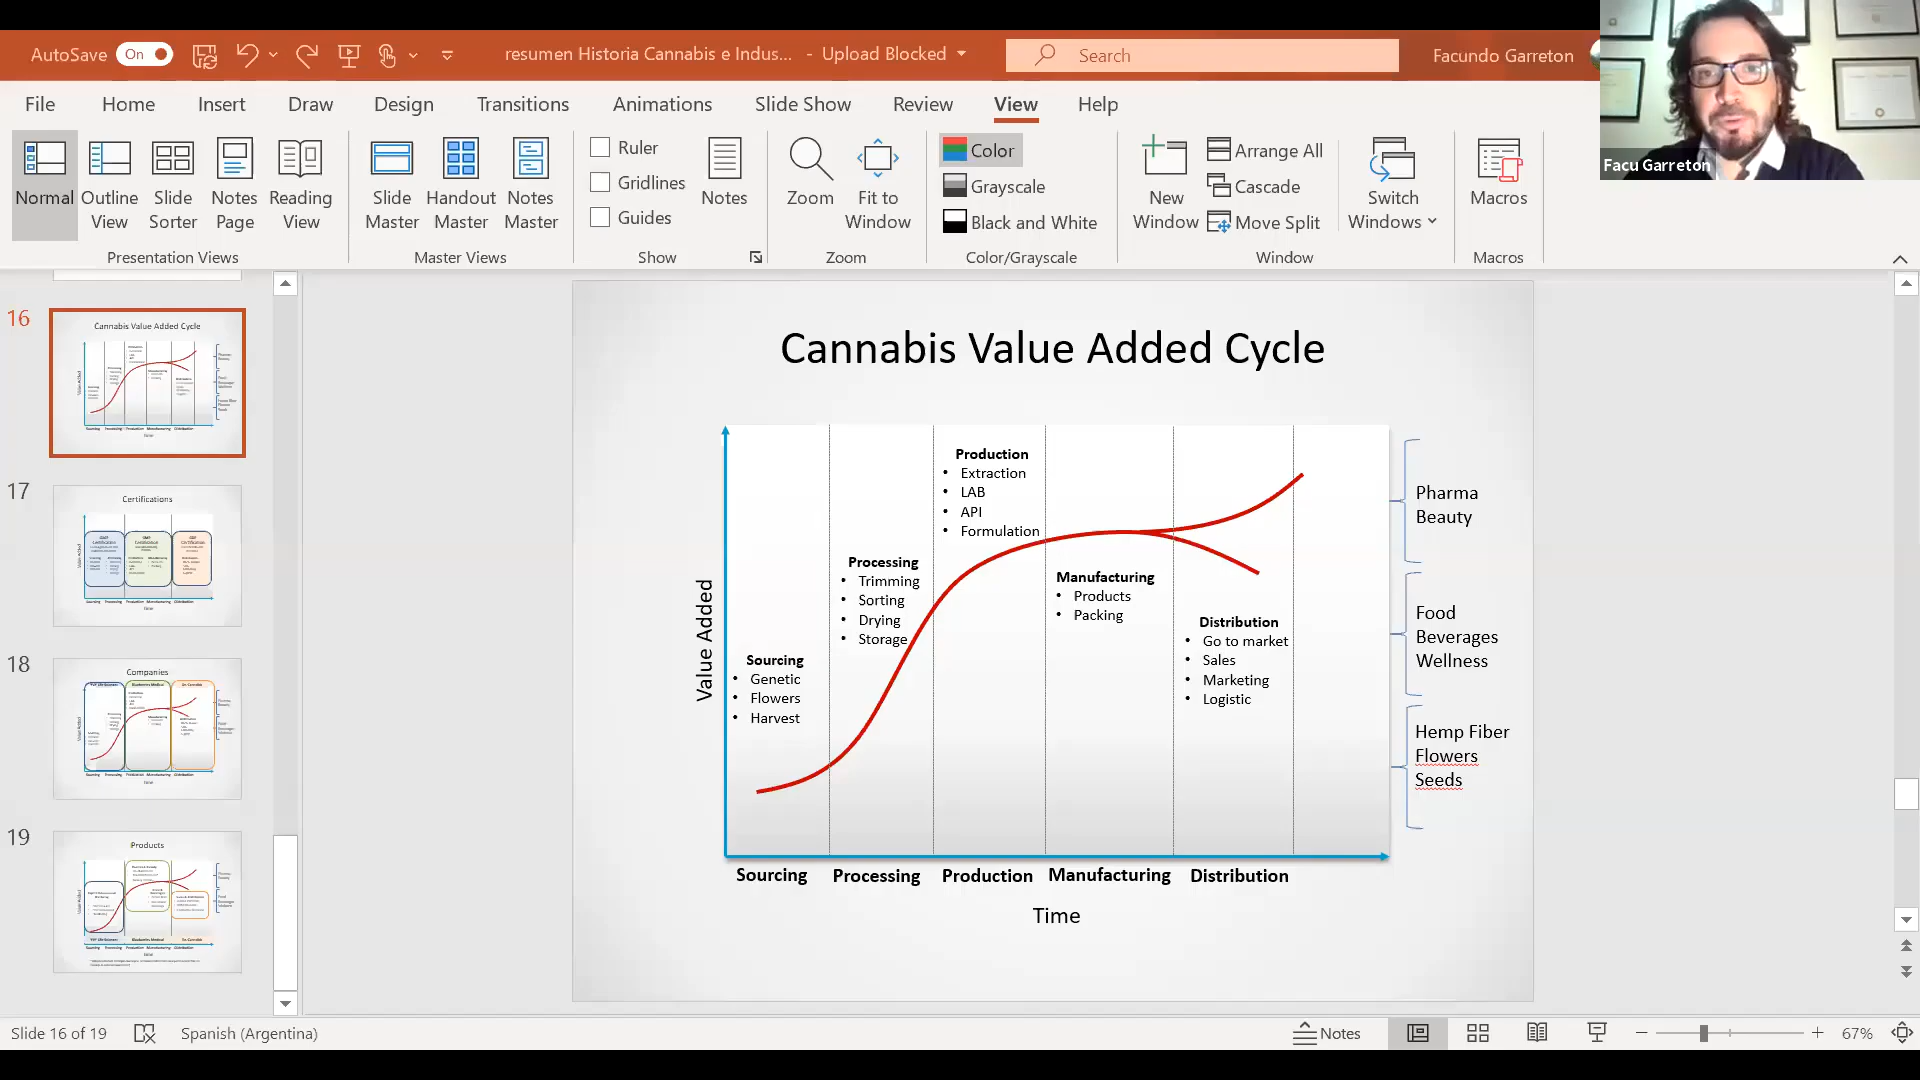 AutoSave On resumen Historia Cannabis e Indus... - Upload Blocked Search Facundo Garreton
File Home Insert Draw Design Transitions Animations Slide Show Review View Help
Normal
Outline View
Slide Sorter
Notes Page
Reading View
Presentation Views
Slide Master
Handout Master
Notes Master
Master Views
Ruler
Gridlines
Guides
Notes
Show
Zoom
Fit to Window
Zoom
Color
Grayscale
Black and White
Color/Grayscale
New Window
Arrange All
Cascade
Move Split
Switch Windows
Window
Macros
Macros
Facu Garreton
16
Cannabis Value Added Cycle
17
Certifications
18
Companies
19
Products
Cannabis Value Added Cycle
Value Added
Sourcing
• Genetic
• Flowers
• Harvest
Processing
• Trimming
• Sorting
• Drying
• Storage
Production
• Extraction
• LAB
• API
• Formulation
Manufacturing
• Products
• Packing
Distribution
• Go to market
• Sales
• Marketing
• Logistic
Pharma
Beauty
Food
Beverages
Wellness
Hemp Fiber
Flowers
Seeds
Sourcing Processing Production Manufacturing Distribution
Time
Slide 16 of 19 Spanish (Argentina) Notes 67%